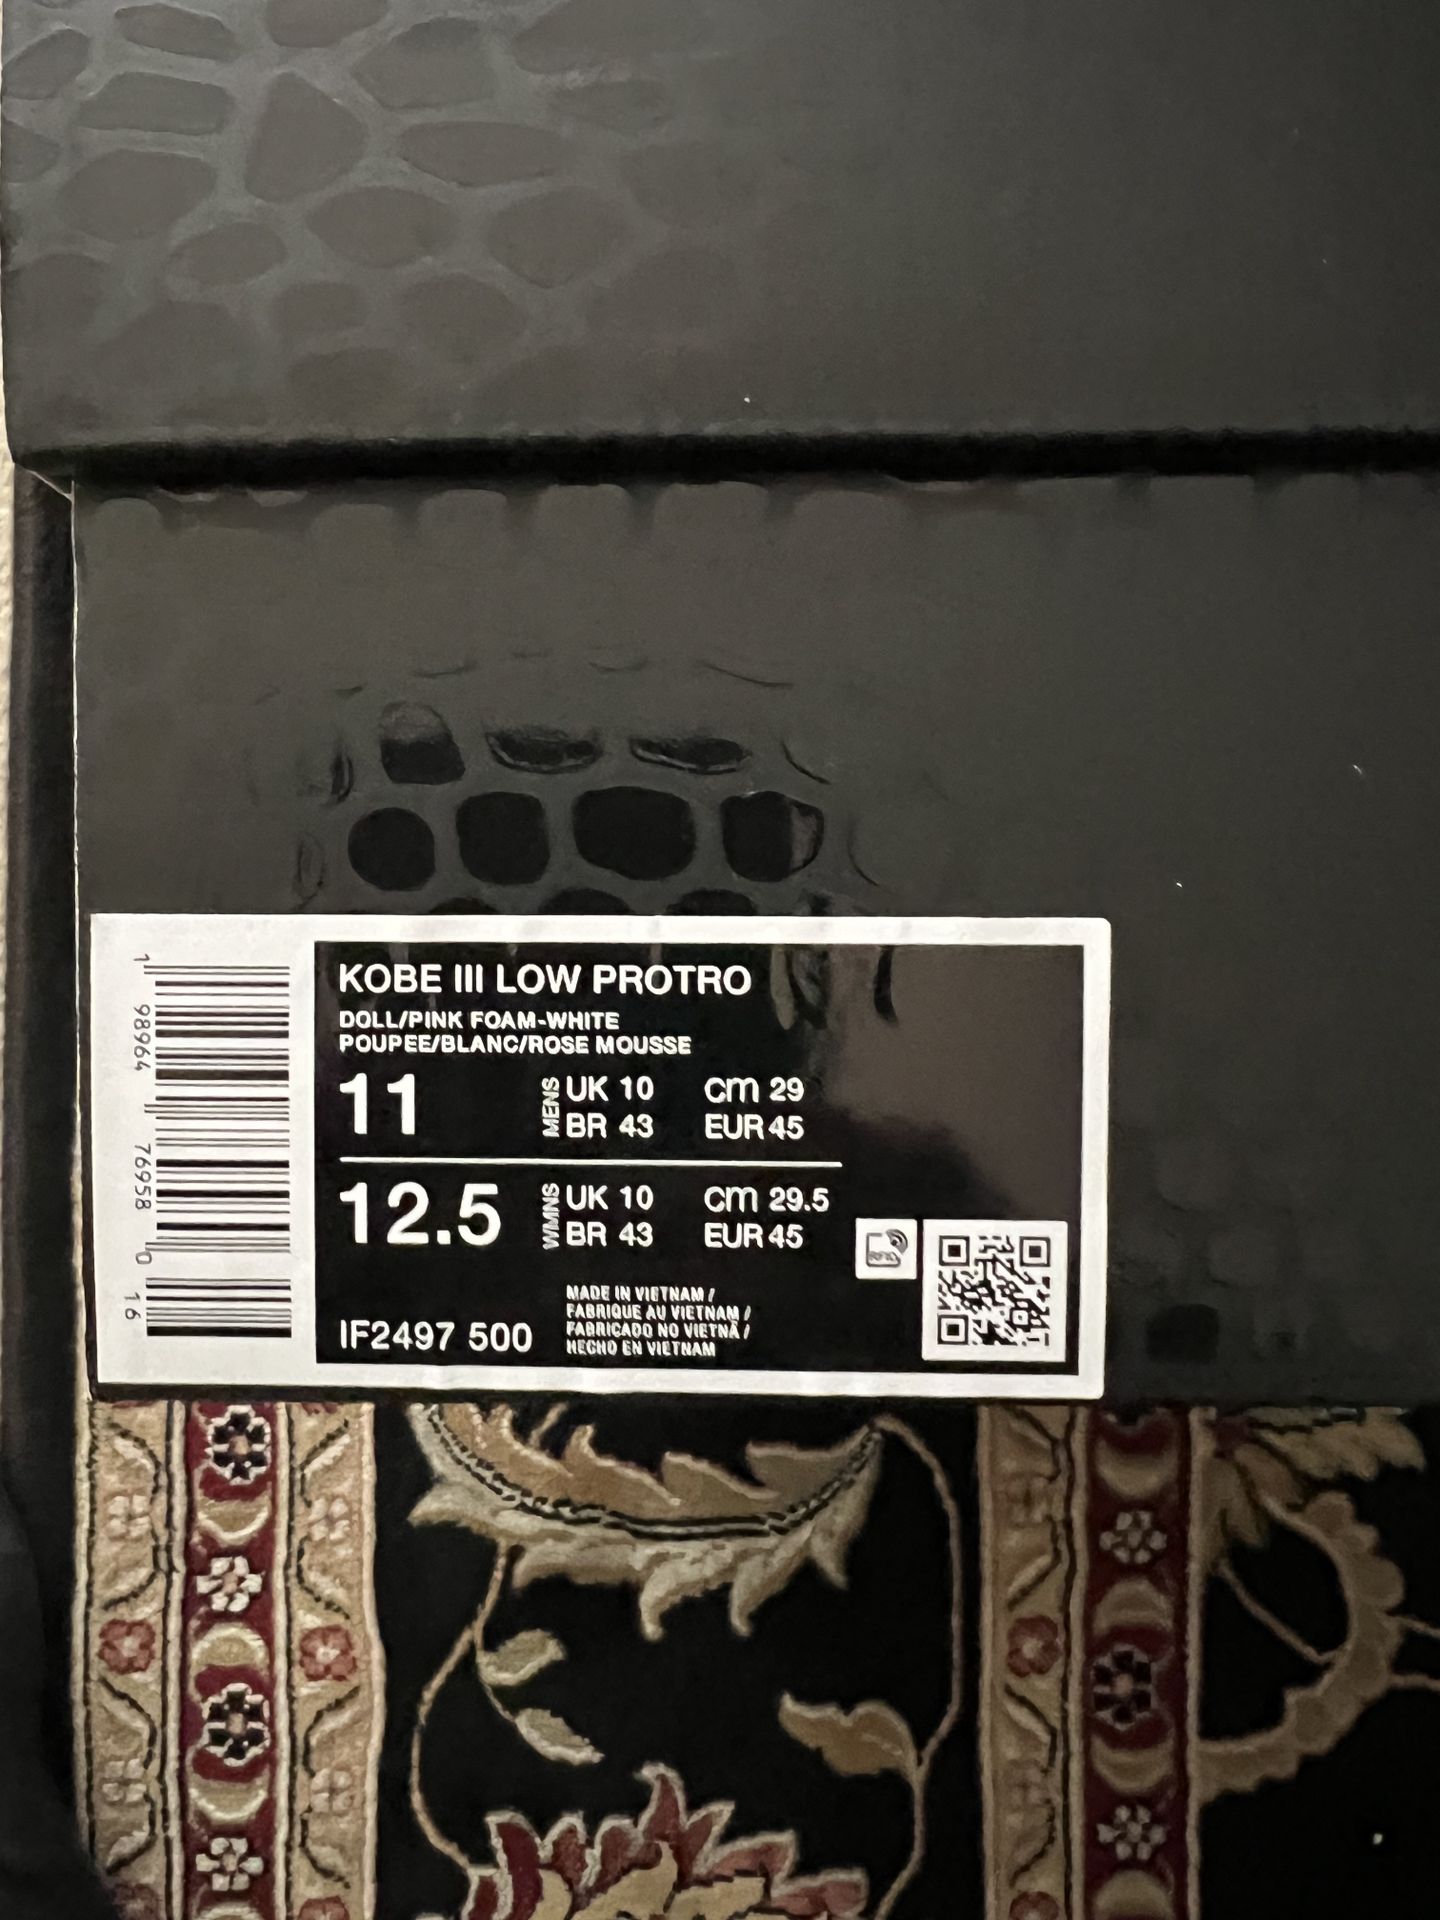 KOBE III LOW PROTRO
DOLL/PINK FOAM-WHITE
POUPEE/BLANC/ROSE MOUSSE
11 MENS UK 10 cm 29
BR 43 EUR 45
12.5 WMNS UK 10 cm 29.5
BR 43 EUR 45
IF2497 500
MADE IN VIETNAM /
FABRIQUE AU VIETNAM /
FABRICADO NO VIETNÃ /
HECHO EN VIETNAM
RFID
1 98964 76958 0 16